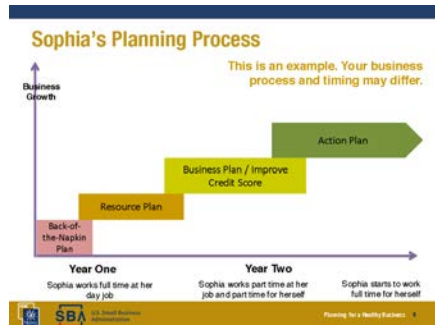 Sophia's Planning Process
This is an example. Your business
process and timing may differ.
Business
Growth
Action Plan
Business Plan / Improve
Credit Score
Resource Plan
Back-of-
the-Napkin
Plan
Year One
Year Two
Sophia works full time at her
day job
Sophia works part time at her
job and part time for herself
Sophia starts to work
full time for herself
SBA
U.S. Small Business
Administration
Planning for a Healthy Business